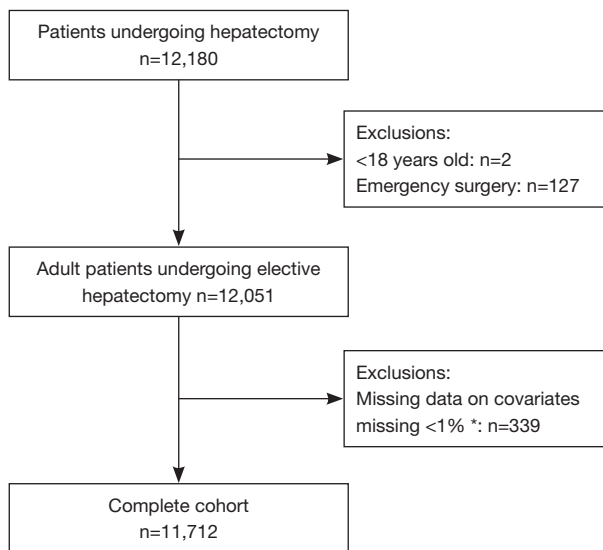 Patients undergoing hepatectomy
n=12,180
Exclusions:
<18 years old: n=2
Emergency surgery: n=127
Adult patients undergoing elective
hepatectomy n=12,051
Exclusions:
Missing data on covariates
missing <1% *: n=339
Complete cohort
n=11,712